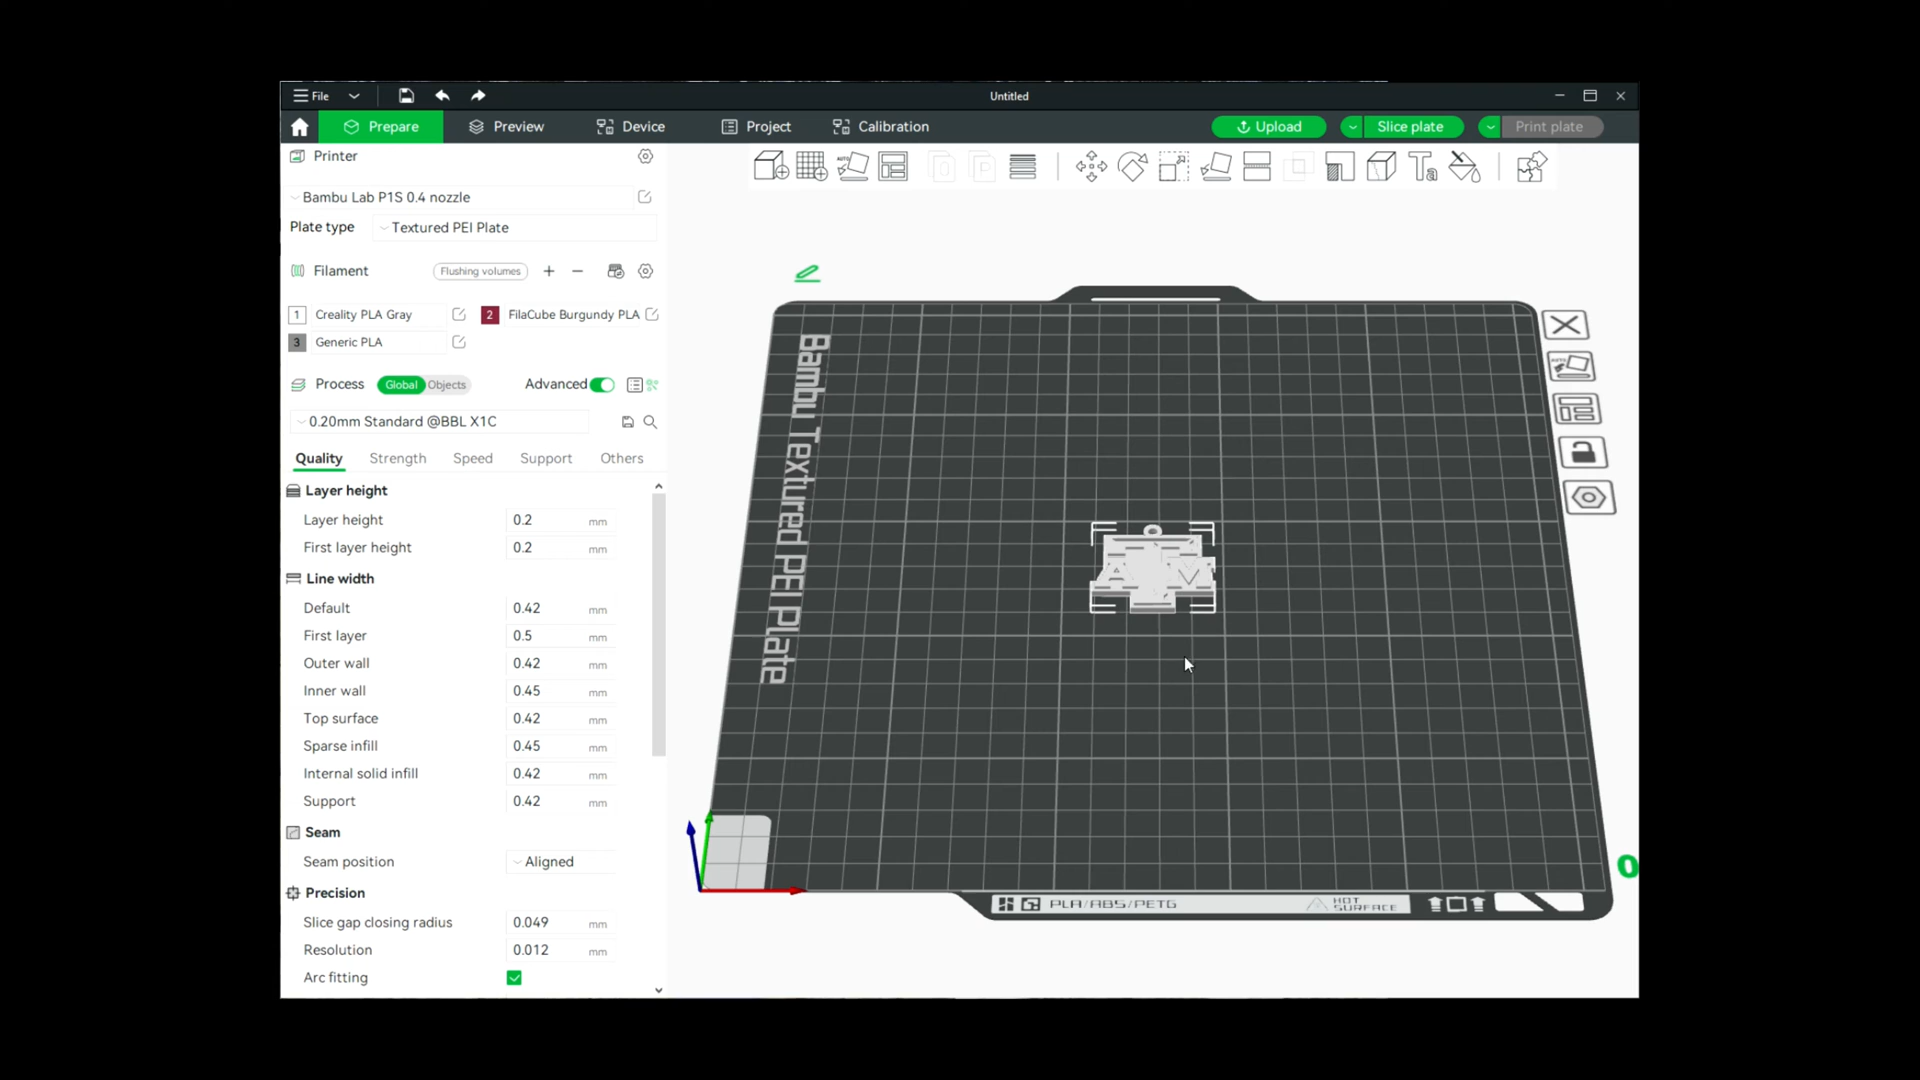 File
Untitled
Prepare
Preview
Device
Project
Calibration
Upload
Slice plate
Print plate
Printer
Bambu Lab P1S 0.4 nozzle
Plate type
Textured PEI Plate
Filament
Flushing volumes
1 Creality PLA Gray
2 FilaCube Burgundy PLA
3 Generic PLA
Process
Global
Objects
Advanced
0.20mm Standard @BBL X1C
Quality
Strength
Speed
Support
Others
Layer height
Layer height 0.2 mm
First layer height 0.2 mm
Line width
Default 0.42 mm
First layer 0.5 mm
Outer wall 0.42 mm
Inner wall 0.45 mm
Top surface 0.42 mm
Sparse infill 0.45 mm
Internal solid infill 0.42 mm
Support 0.42 mm
Seam
Seam position Aligned
Precision
Slice gap closing radius 0.049 mm
Resolution 0.012 mm
Arc fitting
AUTO
Bambu Textured PEI Plate
A M
PLA/ABS/PETG
HOT SURFACE
0